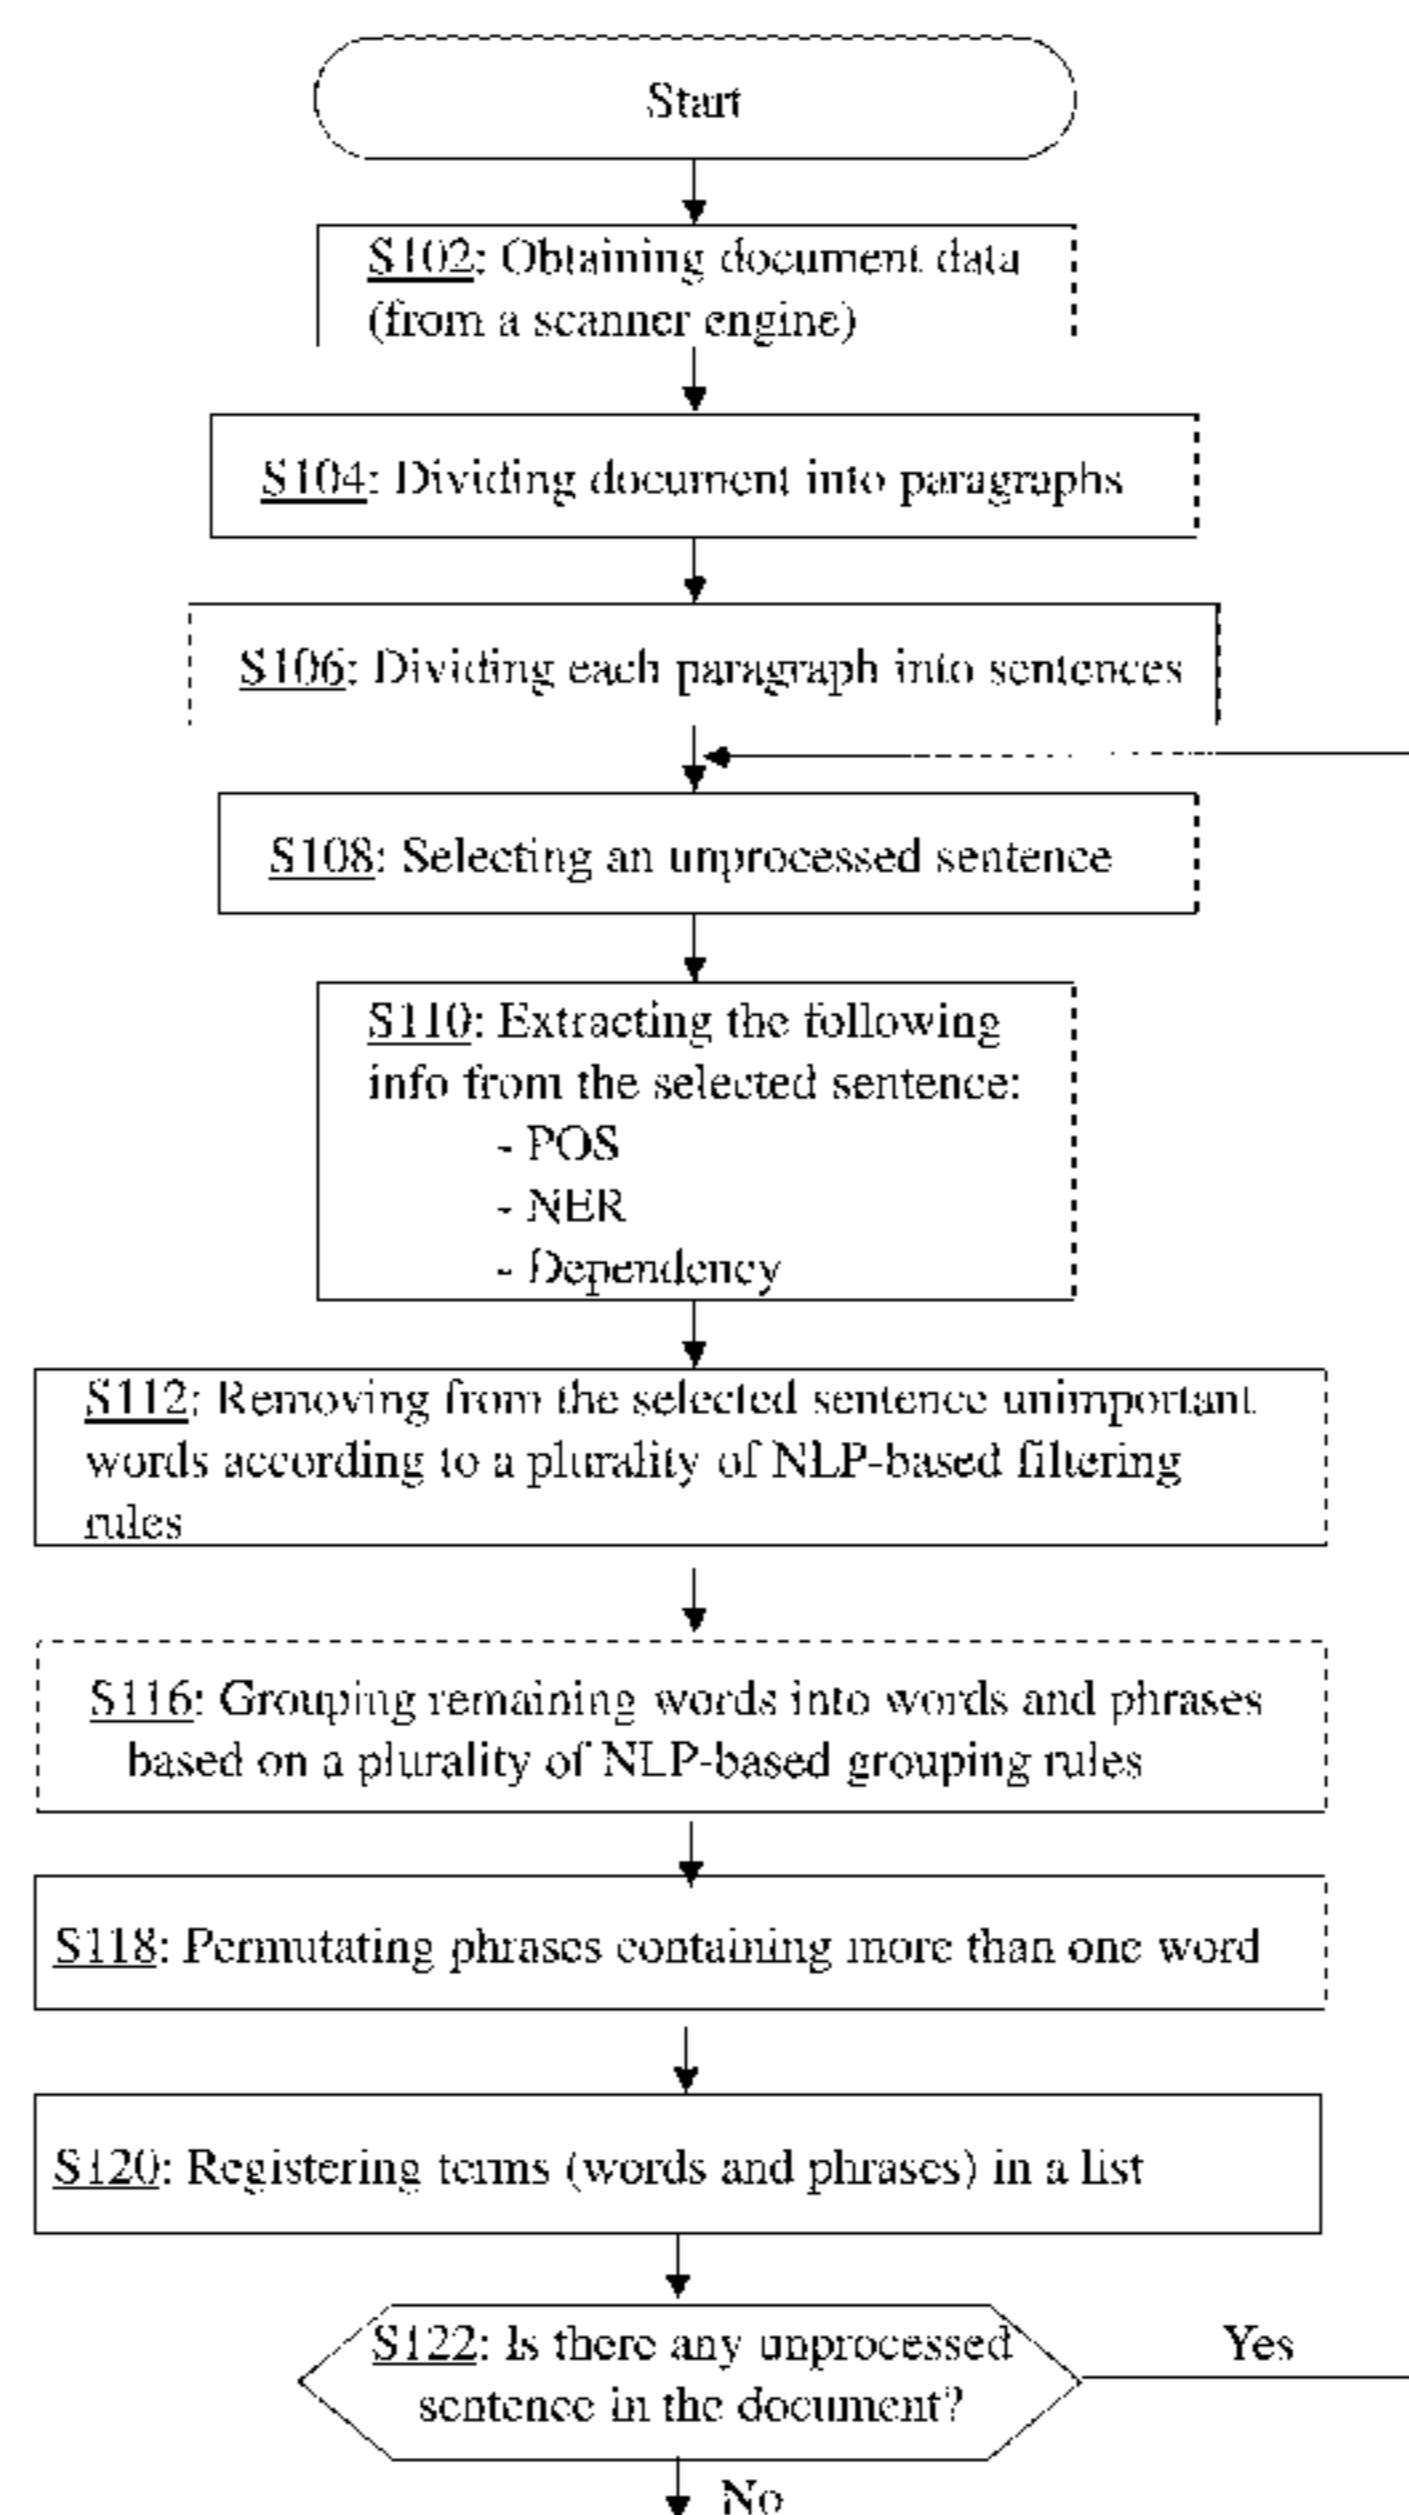 Start
S102: Obtaining document data
(from a scanner engine)
S104: Dividing document into paragraphs
S106: Dividing each paragraph into sentences
S108: Selecting an unprocessed sentence
S110: Extracting the following
info from the selected sentence:
- POS
- NER
- Dependency
S112: Removing from the selected sentence unimportant
words according to a plurality of NLP-based filtering
rules
S116: Grouping remaining words into words and phrases
based on a plurality of NLP-based grouping rules
S118: Permutating phrases containing more than one word
S120: Registering terms (words and phrases) in a list
S122: Is there any unprocessed
sentence in the document?
Yes
No